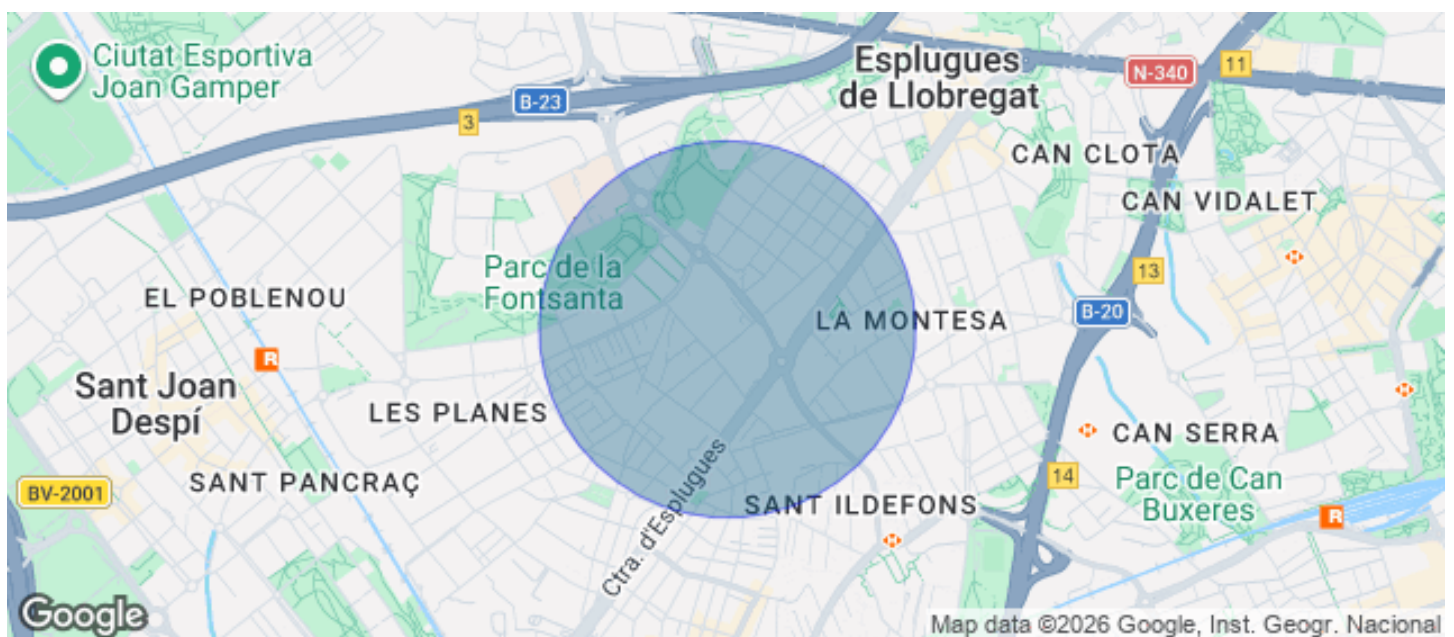 Ciutat Esportiva
Joan Gamper
Esplugues
de Llobregat
N-340
11
B-23
3
CAN CLOTA
CAN VIDALET
Parc de la
Fontsanta
13
EL POBLENOU
LA MONTESA
B-20
R
Sant Joan
Despí
LES PLANES
CAN SERRA
Ctra. d'Esplugues
14
Parc de Can
Buxeres
BV-2001
SANT PANCRAÇ
SANT ILDEFONS
R
Google
Map data ©2026 Google, Inst. Geogr. Nacional